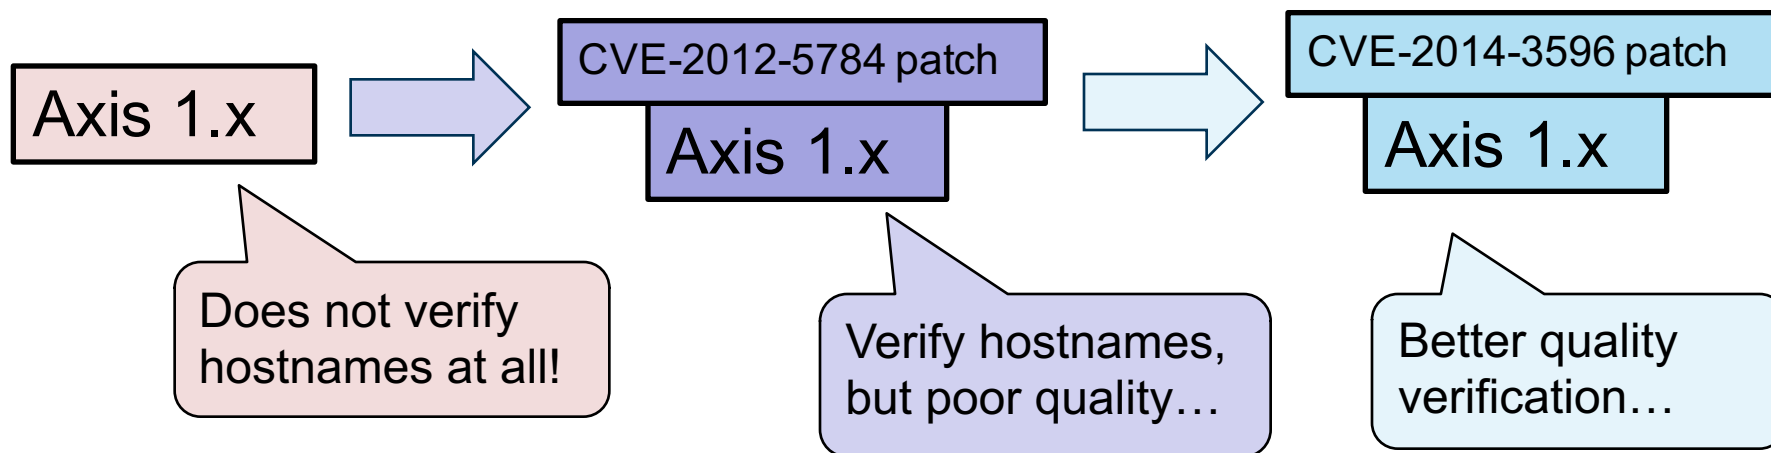 Axis 1.x
CVE-2012-5784 patch
Axis 1.x
CVE-2014-3596 patch
Axis 1.x
Does not verify
hostnames at all!
Verify hostnames,
but poor quality…
Better quality
verification…